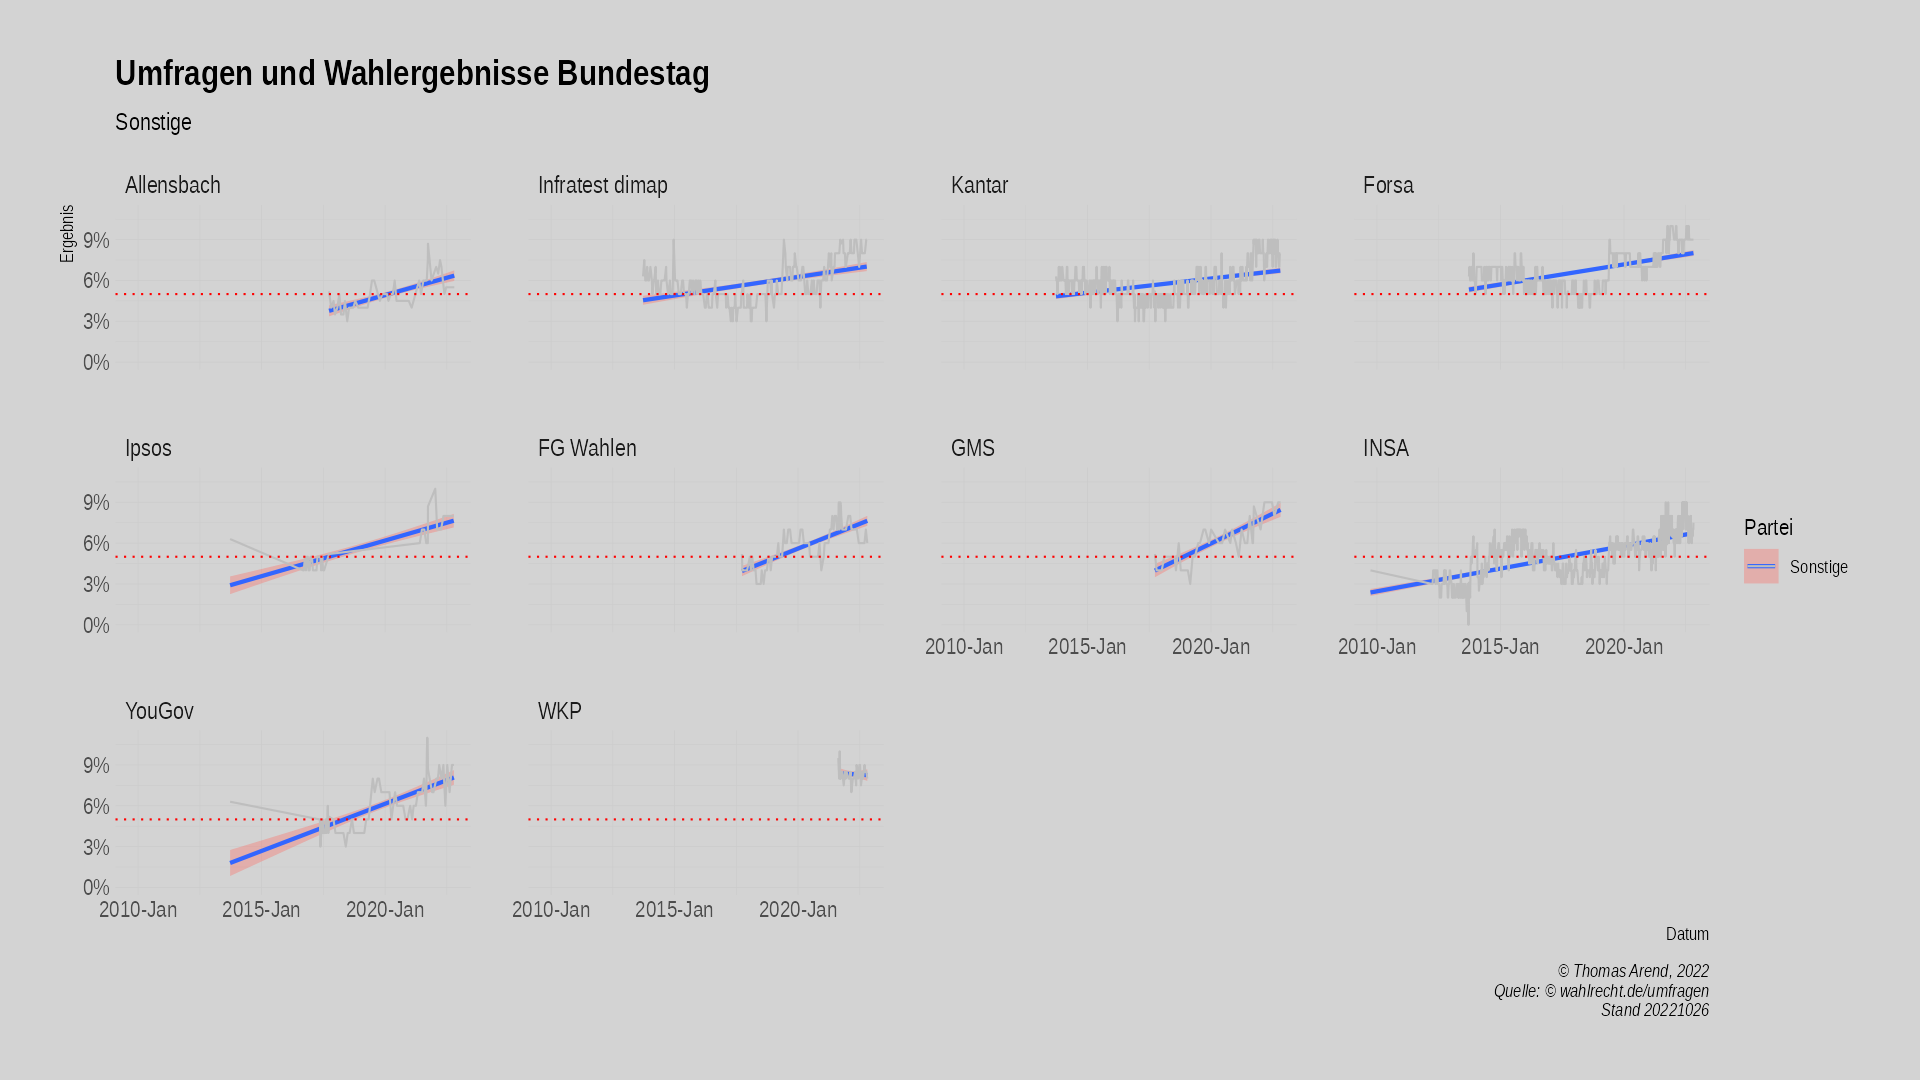 Umfragen und Wahlergebnisse Bundestag
Sonstige
Allensbach
Infratest dimap
Kantar
Forsa
Ergebnis
9%
6%
3%
0%
Ipsos
FG Wahlen
GMS
INSA
9%
6%
3%
0%
2010-Jan 2015-Jan 2020-Jan
2010-Jan 2015-Jan 2020-Jan
Partei
Sonstige
YouGov
WKP
9%
6%
3%
0%
2010-Jan 2015-Jan 2020-Jan
2010-Jan 2015-Jan 2020-Jan
Datum
© Thomas Arend, 2022
Quelle: © wahlrecht.de/umfragen
Stand 20221026